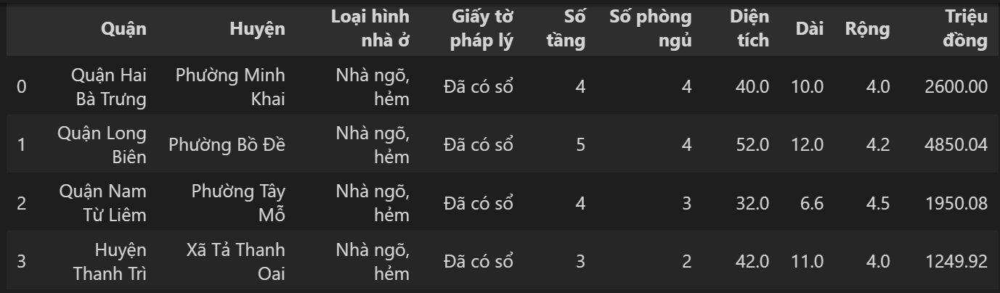 Quận Huyện Loại hình nhà ở Giấy tờ pháp lý Số tầng Số phòng ngủ Diện tích Dài Rộng Triệu đồng
0 Quận Hai Bà Trưng Phường Minh Khai Nhà ngõ, hẻm Đã có sổ 4 4 40.0 10.0 4.0 2600.00
1 Quận Long Biên Phường Bồ Đề Nhà ngõ, hẻm Đã có sổ 5 4 52.0 12.0 4.2 4850.04
2 Quận Nam Từ Liêm Phường Tây Mỗ Nhà ngõ, hẻm Đã có sổ 4 3 32.0 6.6 4.5 1950.08
3 Huyện Thanh Trì Xã Tả Thanh Oai Nhà ngõ, hẻm Đã có sổ 3 2 42.0 11.0 4.0 1249.92